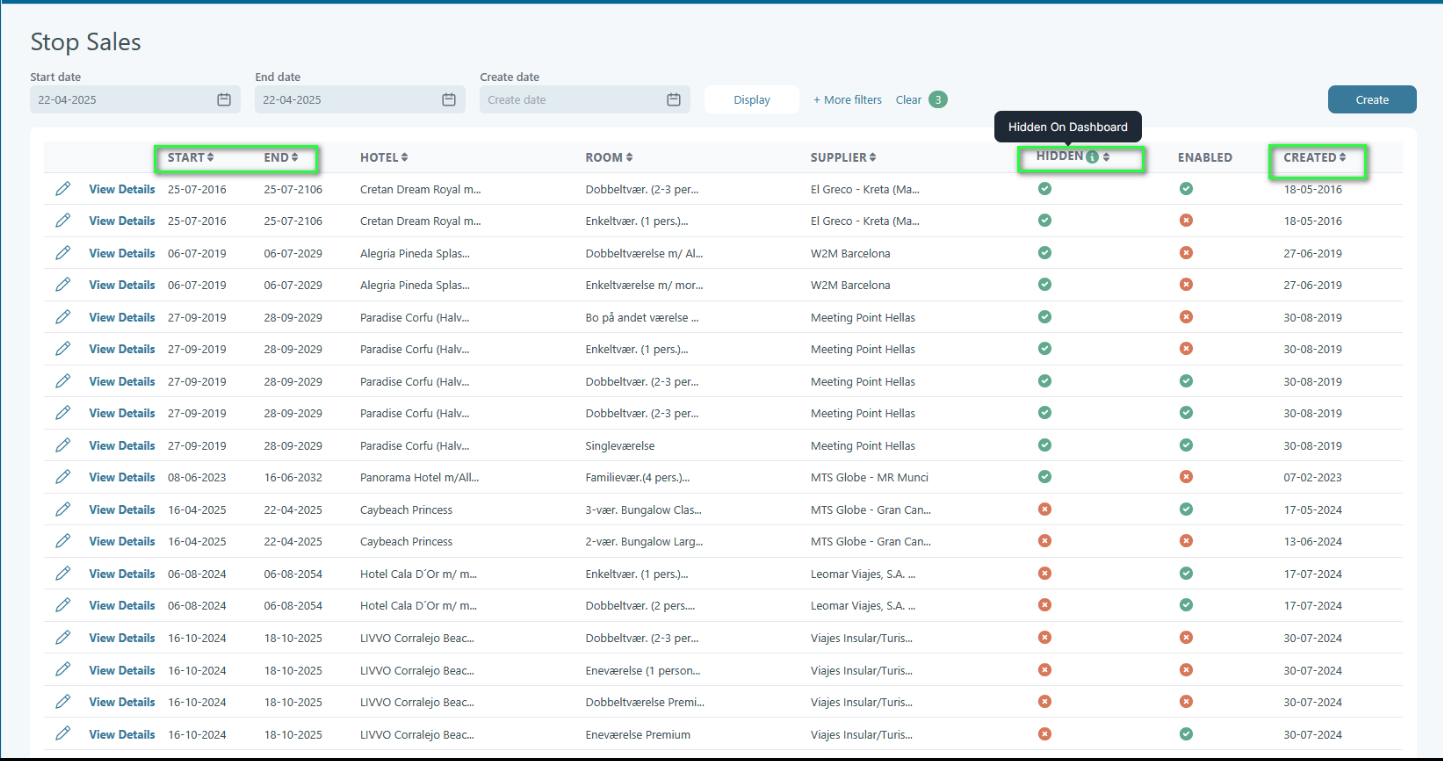 Stop Sales
Start date End date Create date
22-04-2025 22-04-2025 Create date Display + More filters Clear 3 Create
Hidden On Dashboard
START END HOTEL ROOM SUPPLIER HIDDEN ENABLED CREATED
View Details 25-07-2016 25-07-2106 Cretan Dream Royal m... Dobbeltvær. (2-3 per... El Greco - Kreta (Ma... 18-05-2016
View Details 25-07-2016 25-07-2106 Cretan Dream Royal m... Enkeltvær. (1 pers.)... El Greco - Kreta (Ma... 18-05-2016
View Details 06-07-2019 06-07-2029 Alegria Pineda Splas... Dobbeltværelse m/ Al... W2M Barcelona 27-06-2019
View Details 06-07-2019 06-07-2029 Alegria Pineda Splas... Enkeltværelse m/ mor... W2M Barcelona 27-06-2019
View Details 27-09-2019 28-09-2029 Paradise Corfu (Halv... Bo på andet værelse ... Meeting Point Hellas 30-08-2019
View Details 27-09-2019 28-09-2029 Paradise Corfu (Halv... Enkeltvær. (1 pers.)... Meeting Point Hellas 30-08-2019
View Details 27-09-2019 28-09-2029 Paradise Corfu (Halv... Dobbeltvær. (2-3 per... Meeting Point Hellas 30-08-2019
View Details 27-09-2019 28-09-2029 Paradise Corfu (Halv... Dobbeltvær. (2-3 per... Meeting Point Hellas 30-08-2019
View Details 27-09-2019 28-09-2029 Paradise Corfu (Halv... Singleværelse Meeting Point Hellas 30-08-2019
View Details 08-06-2023 16-06-2032 Panorama Hotel m/All... Familievær.(4 pers.)... MTS Globe - MR Munci 07-02-2023
View Details 16-04-2025 22-04-2025 Caybeach Princess 3-vær. Bungalow Clas... MTS Globe - Gran Can... 17-05-2024
View Details 16-04-2025 22-04-2025 Caybeach Princess 2-vær. Bungalow Larg... MTS Globe - Gran Can... 13-06-2024
View Details 06-08-2024 06-08-2054 Hotel Cala D´Or m/ m... Enkeltvær. (1 pers.)... Leomar Viajes, S.A. ... 17-07-2024
View Details 06-08-2024 06-08-2054 Hotel Cala D´Or m/ m... Dobbeltvær. (2 pers.... Leomar Viajes, S.A. ... 17-07-2024
View Details 16-10-2024 18-10-2025 LIVVO Corralejo Beac... Dobbeltvær. (2-3 per... Viajes Insular/Turis... 30-07-2024
View Details 16-10-2024 18-10-2025 LIVVO Corralejo Beac... Eneværelse (1 person... Viajes Insular/Turis... 30-07-2024
View Details 16-10-2024 18-10-2025 LIVVO Corralejo Beac... Dobbeltværelse Premi... Viajes Insular/Turis... 30-07-2024
View Details 16-10-2024 18-10-2025 LIVVO Corralejo Beac... Eneværelse Premium Viajes Insular/Turis... 30-07-2024